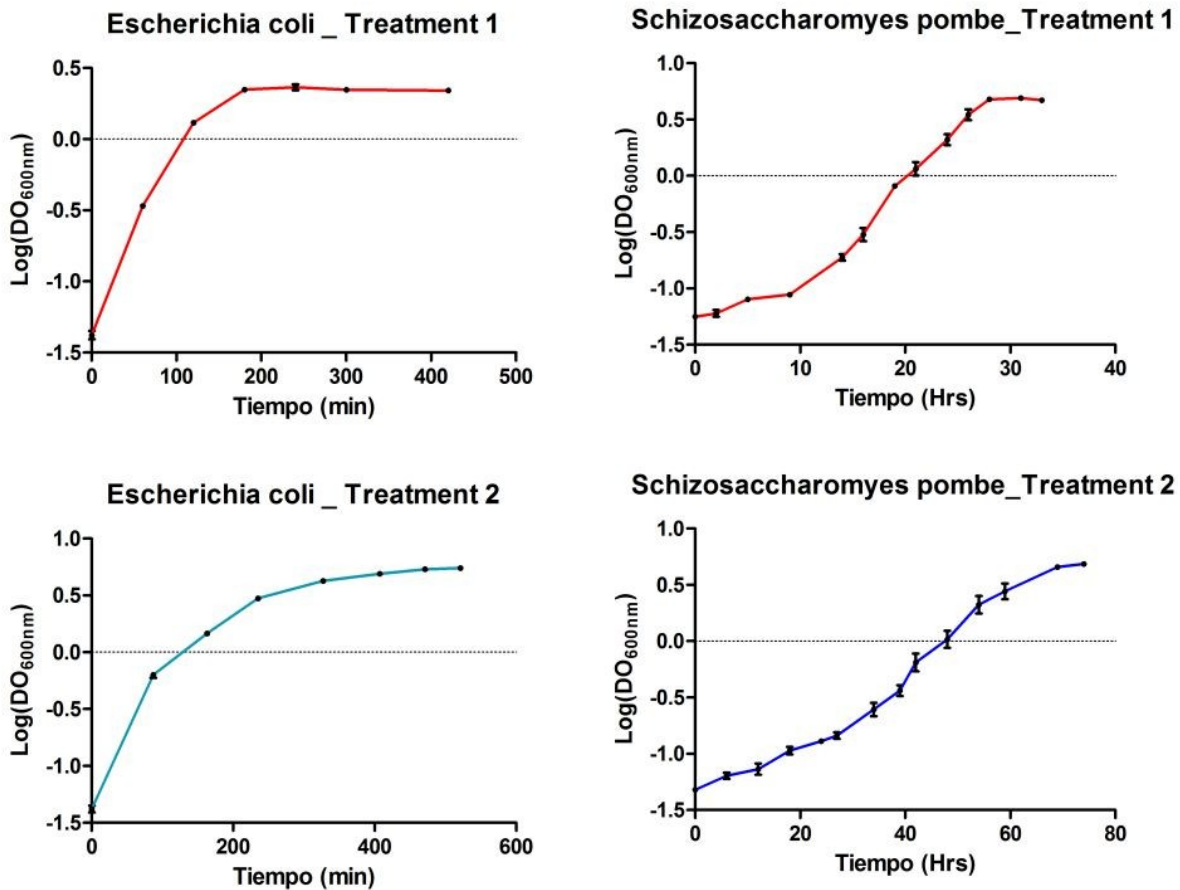 Escherichia coli _ Treatment 1
Log(DO600nm)
0.5
0.0
-0.5
-1.0
-1.5
0 100 200 300 400 500
Tiempo (min)
Schizosaccharomyes pombe_Treatment 1
Log(DO600nm)
1.0
0.5
0.0
-0.5
-1.0
-1.5
0 10 20 30 40
Tiempo (Hrs)
Escherichia coli _ Treatment 2
Log(DO600nm)
1.0
0.5
0.0
-0.5
-1.0
-1.5
0 200 400 600
Tiempo (min)
Schizosaccharomyes pombe_Treatment 2
Log(DO600nm)
1.0
0.5
0.0
-0.5
-1.0
-1.5
0 20 40 60 80
Tiempo (Hrs)